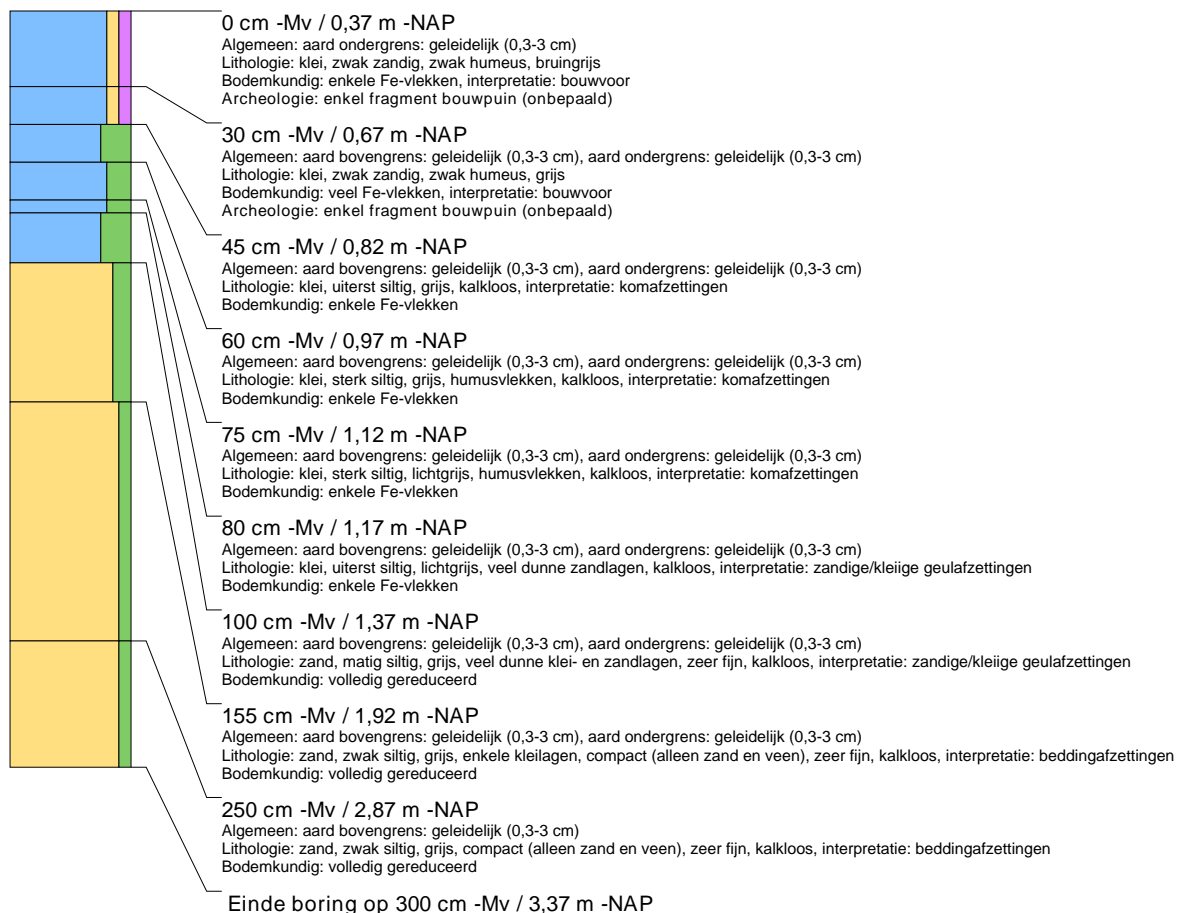 0 cm -Mv / 0,37 m -NAP
Algemeen: aard ondergrens: geleidelijk (0,3-3 cm)
Lithologie: klei, zwak zandig, zwak humeus, bruingrijs
Bodemkundig: enkele Fe-vlekken, interpretatie: bouwvoor
Archeologie: enkel fragment bouwpuin (onbepaald)
30 cm -Mv / 0,67 m -NAP
Algemeen: aard bovengrens: geleidelijk (0,3-3 cm), aard ondergrens: geleidelijk (0,3-3 cm)
Lithologie: klei, zwak zandig, zwak humeus, grijs
Bodemkundig: veel Fe-vlekken, interpretatie: bouwvoor
Archeologie: enkel fragment bouwpuin (onbepaald)
45 cm -Mv / 0,82 m -NAP
Algemeen: aard bovengrens: geleidelijk (0,3-3 cm), aard ondergrens: geleidelijk (0,3-3 cm)
Lithologie: klei, uiterst siltig, grijs, kalkloos, interpretatie: komafzettingen
Bodemkundig: enkele Fe-vlekken
60 cm -Mv / 0,97 m -NAP
Algemeen: aard bovengrens: geleidelijk (0,3-3 cm), aard ondergrens: geleidelijk (0,3-3 cm)
Lithologie: klei, sterk siltig, grijs, humusvlekken, kalkloos, interpretatie: komafzettingen
Bodemkundig: enkele Fe-vlekken
75 cm -Mv / 1,12 m -NAP
Algemeen: aard bovengrens: geleidelijk (0,3-3 cm), aard ondergrens: geleidelijk (0,3-3 cm)
Lithologie: klei, sterk siltig, lichtgrijs, humusvlekken, kalkloos, interpretatie: komafzettingen
Bodemkundig: enkele Fe-vlekken
80 cm -Mv / 1,17 m -NAP
Algemeen: aard bovengrens: geleidelijk (0,3-3 cm), aard ondergrens: geleidelijk (0,3-3 cm)
Lithologie: klei, uiterst siltig, lichtgrijs, veel dunne zandlagen, kalkloos, interpretatie: zandige/kleiige geulafzettingen
Bodemkundig: enkele Fe-vlekken
100 cm -Mv / 1,37 m -NAP
Algemeen: aard bovengrens: geleidelijk (0,3-3 cm), aard ondergrens: geleidelijk (0,3-3 cm)
Lithologie: zand, matig siltig, grijs, veel dunne klei- en zandlagen, zeer fijn, kalkloos, interpretatie: zandige/kleiige geulafzettingen
Bodemkundig: volledig gereduceerd
155 cm -Mv / 1,92 m -NAP
Algemeen: aard bovengrens: geleidelijk (0,3-3 cm), aard ondergrens: geleidelijk (0,3-3 cm)
Lithologie: zand, zwak siltig, grijs, enkele kleilagen, compact (alleen zand en veen), zeer fijn, kalkloos, interpretatie: beddingafzettingen
Bodemkundig: volledig gereduceerd
250 cm -Mv / 2,87 m -NAP
Algemeen: aard bovengrens: geleidelijk (0,3-3 cm)
Lithologie: zand, zwak siltig, grijs, compact (alleen zand en veen), zeer fijn, kalkloos, interpretatie: beddingafzettingen
Bodemkundig: volledig gereduceerd
Einde boring op 300 cm -Mv / 3,37 m -NAP